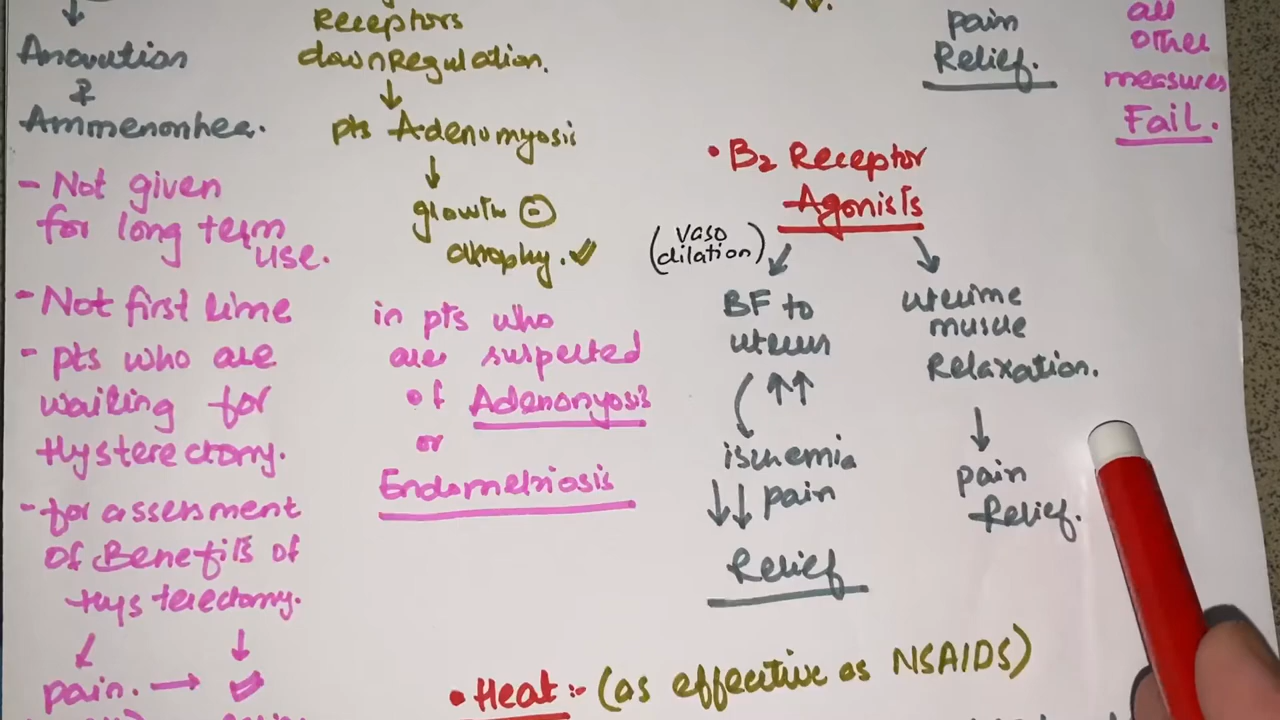 Anovution
&
Ammenorrhea.
- Not given
for long term
use.
- Not first line
- pts who are
waiting for
Hysterectomy.
- for assessment
of Benefits of
Hysterectomy.
pain. →
Receptors
down Regulation.
↓
pts Adenomyosis
↓
growth ⊖
atrophy. ✓
in pts who
are suspected
of Adenomyosis
or
Endometriosis
pain
Relief.
all
other
measures
Fail.
• B2 Receptor
Agonists
(vaso
dilation)
BF to
uterus
↑↑
ischemia
↓↓ pain
Relief
uterine
muscle
Relaxation.
↓
pain
Relief.
• Heat :- (as effective as NSAIDS)